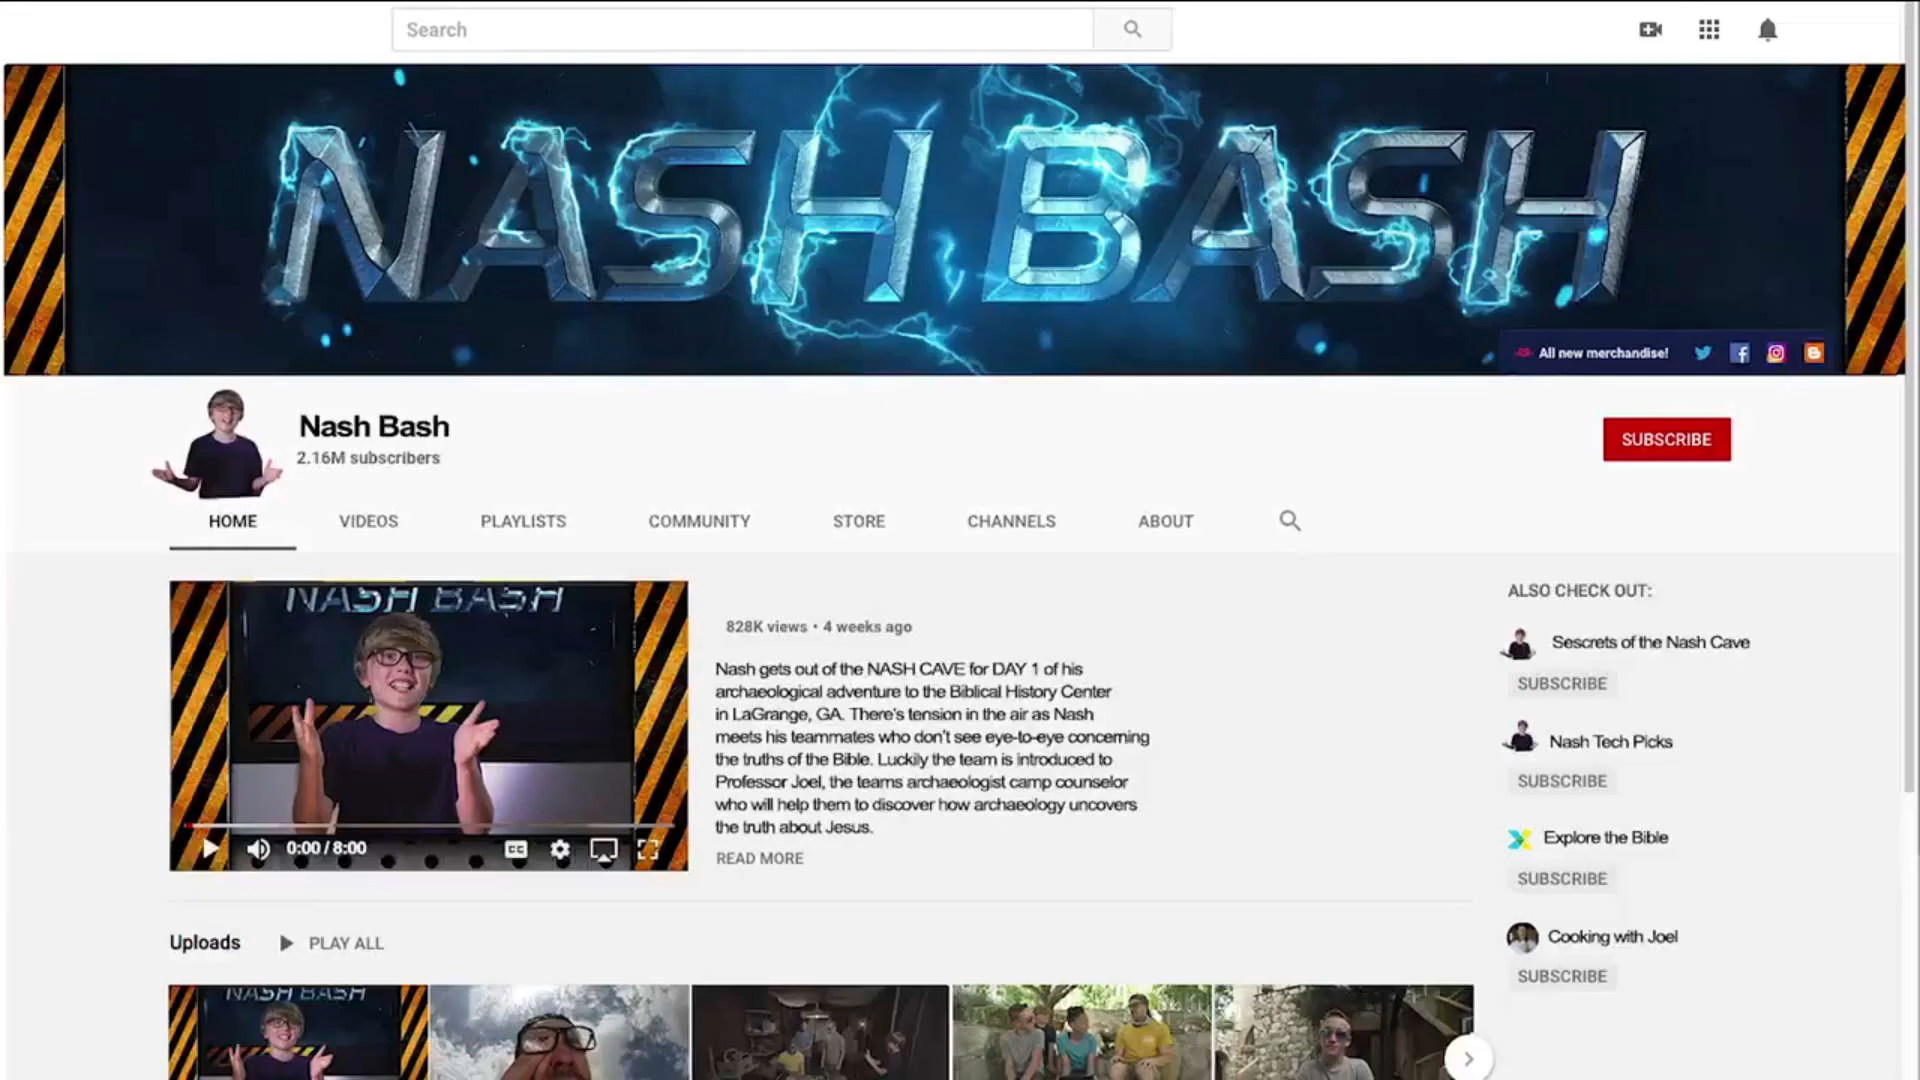 Search
NASH BASH
All new merchandise!
Nash Bash
2.16M subscribers
SUBSCRIBE
HOME VIDEOS PLAYLISTS COMMUNITY STORE CHANNELS ABOUT
NASH BASH
0:00 / 8:00
CC
828K views • 4 weeks ago
Nash gets out of the NASH CAVE for DAY 1 of his
archaeological adventure to the Biblical History Center
in LaGrange, GA. There's tension in the air as Nash
meets his teammates who don't see eye-to-eye concerning
the truths of the Bible. Luckily the team is introduced to
Professor Joel, the teams archaeologist camp counselor
who will help them to discover how archaeology uncovers
the truth about Jesus.
READ MORE
ALSO CHECK OUT:
Sescrets of the Nash Cave
SUBSCRIBE
Nash Tech Picks
SUBSCRIBE
Explore the Bible
SUBSCRIBE
Cooking with Joel
SUBSCRIBE
Uploads PLAY ALL
NASH BASH